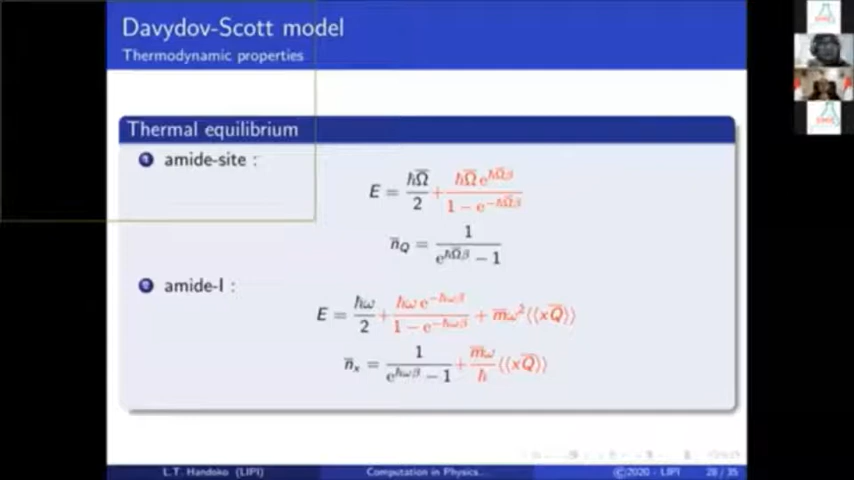 Davydov-Scott model
Thermodynamic properties
Thermal equilibrium
1 amide-site :
E = ħΩ̅/2 + ħΩ̅ e^{ħΩ̅β}/(1 − e^{−ħΩ̅β})
n̅_Q = 1/(e^{ħΩ̅β} − 1)
2 amide-I :
E = ħω/2 + ħω e^{−ħωβ}/(1 − e^{−ħωβ}) + m̅ω²⟨⟨xQ̅⟩⟩
n̅_x = 1/(e^{ħωβ} − 1) + m̅ω/ħ ⟨⟨xQ̅⟩⟩
L.T. Handoko (LIPI) Computation in Physics... ©2020 - LIPI 28 / 35